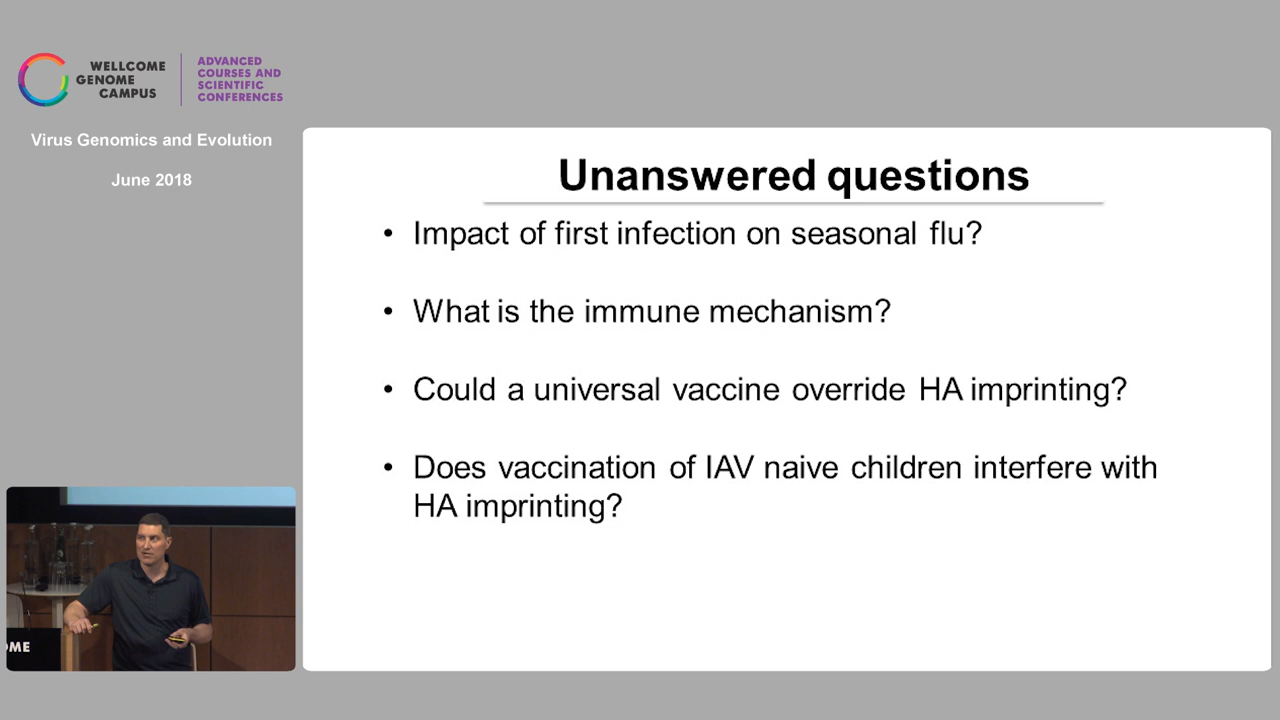 WELLCOME
GENOME
CAMPUS
ADVANCED
COURSES AND
SCIENTIFIC
CONFERENCES
Virus Genomics and Evolution
June 2018
Unanswered questions
• Impact of first infection on seasonal flu?
• What is the immune mechanism?
• Could a universal vaccine override HA imprinting?
• Does vaccination of IAV naive children interfere with
HA imprinting?
OME